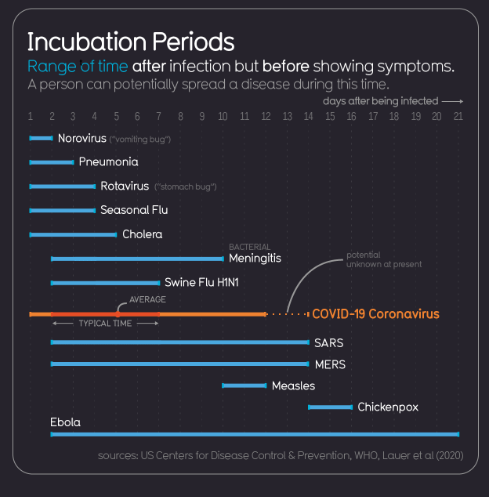 Incubation Periods
Range of time after infection but before showing symptoms.
A person can potentially spread a disease during this time.
days after being infected
1 2 3 4 5 6 7 8 9 10 11 12 13 14 15 16 17 18 19 20 21
Norovirus ("vomiting bug")
Pneumonia
Rotavirus ("stomach bug")
Seasonal Flu
Cholera
BACTERIAL
Meningitis
potential
unknown at present
Swine Flu H1N1
AVERAGE
COVID-19 Coronavirus
TYPICAL TIME
SARS
MERS
Measles
Chickenpox
Ebola
sources: US Centers for Disease Control & Prevention, WHO, Lauer et al (2020)